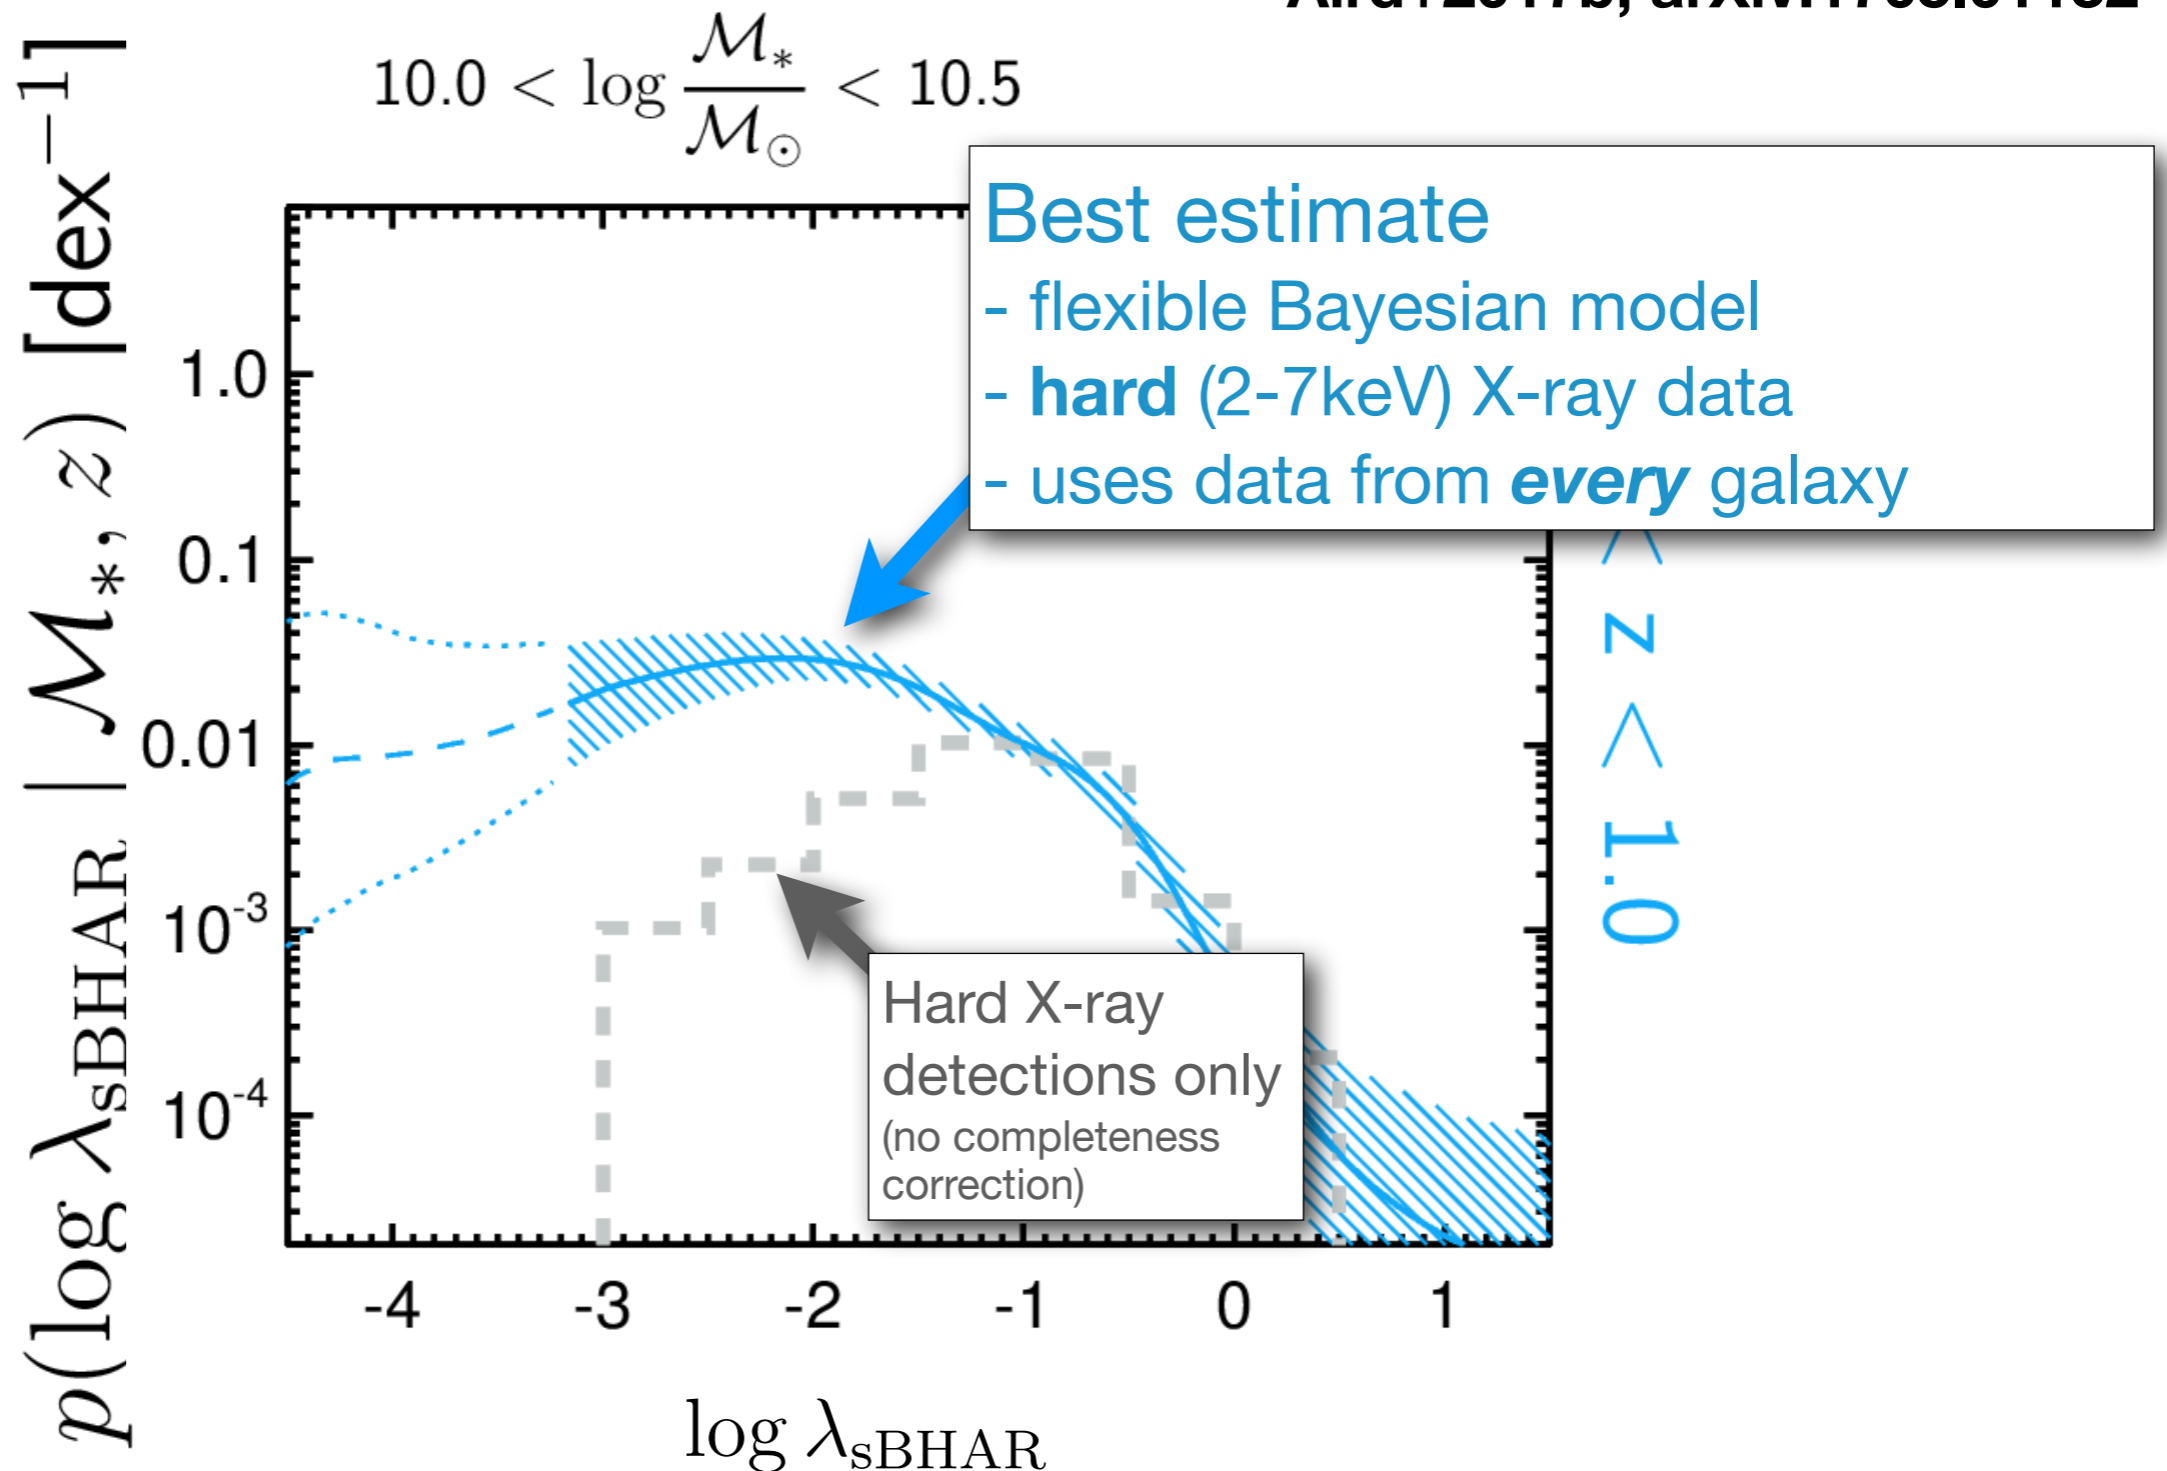 10.0 < log M∗/M⊙ < 10.5
p(log λsBHAR | M∗, z) [dex⁻¹]
Best estimate
- flexible Bayesian model
- hard (2-7keV) X-ray data
- uses data from every galaxy
1.0
0.1
0.01
10⁻³
10⁻⁴
< z < 1.0
Hard X-ray
detections only
(no completeness
correction)
-4 -3 -2 -1 0 1
log λsBHAR